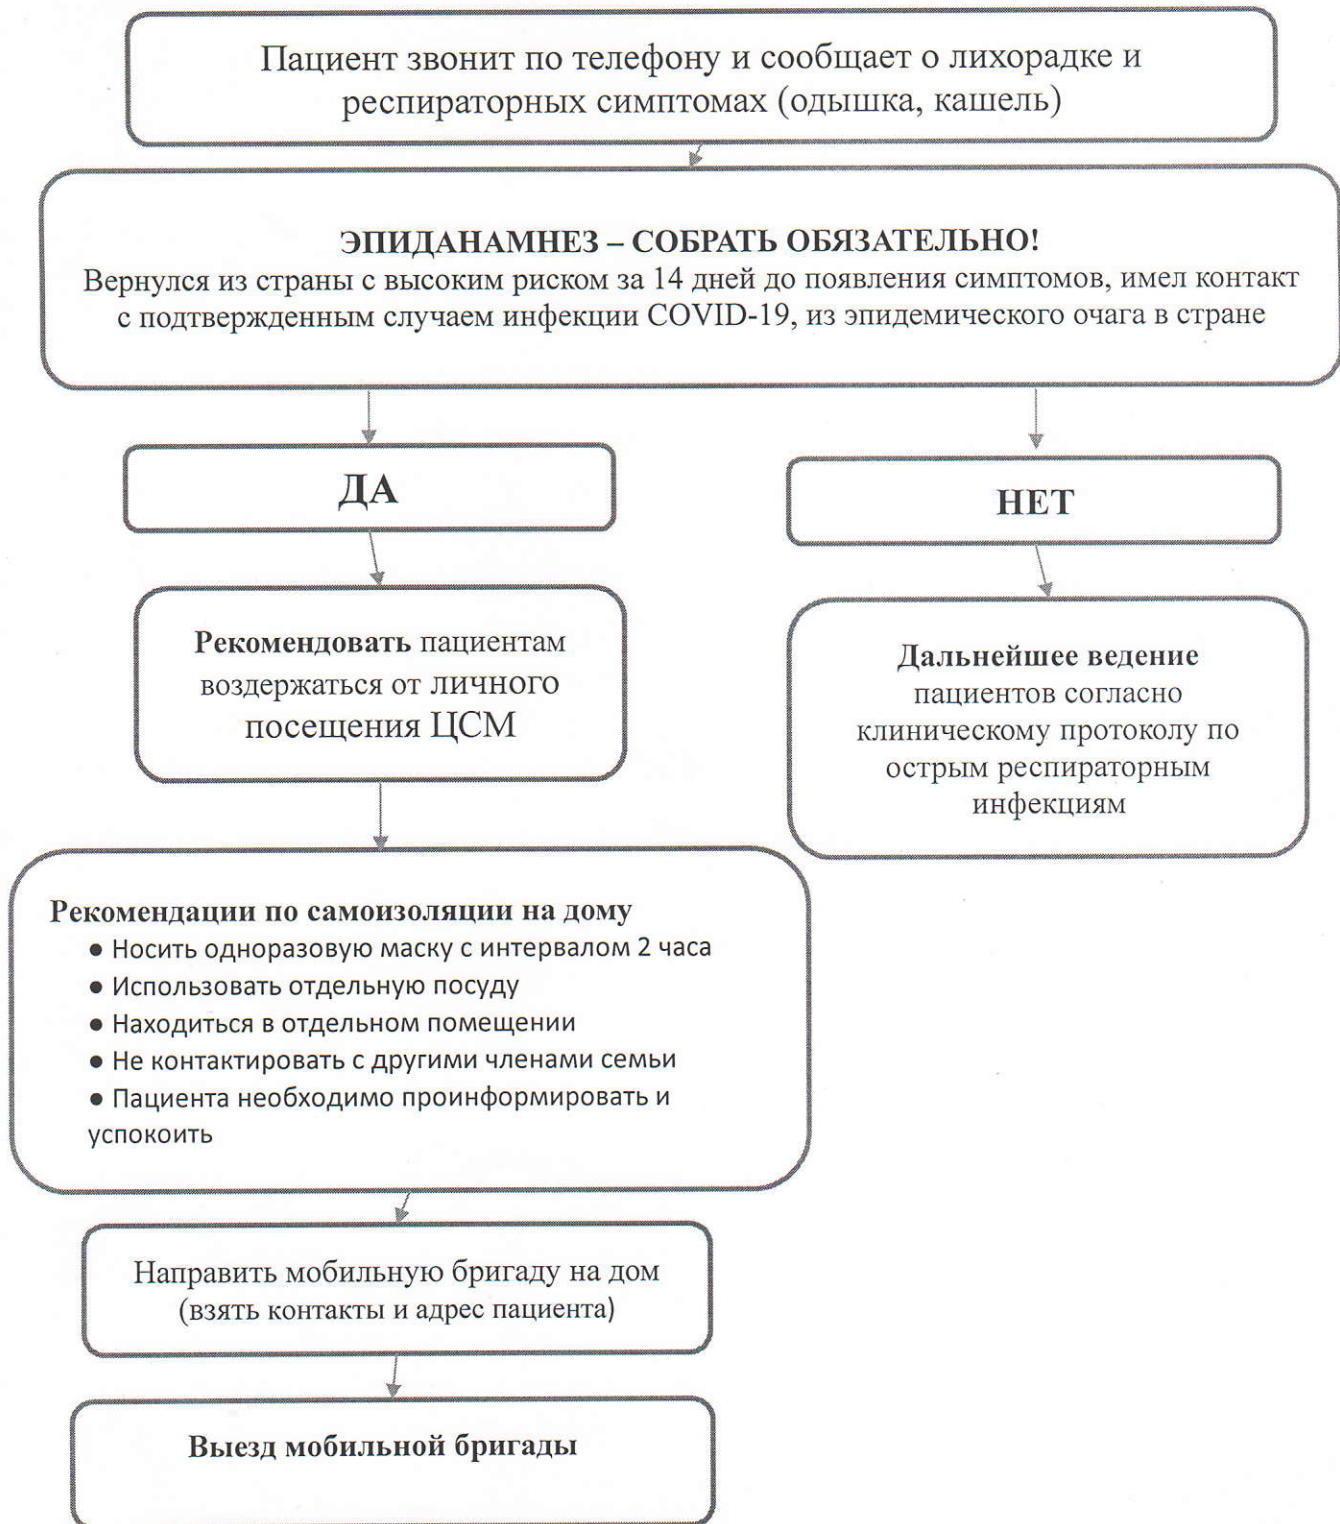 Пациент звонит по телефону и сообщает о лихорадке и
респираторных симптомах (одышка, кашель)
ЭПИДАНАМНЕЗ – СОБРАТЬ ОБЯЗАТЕЛЬНО!
Вернулся из страны с высоким риском за 14 дней до появления симптомов, имел контакт
с подтвержденным случаем инфекции COVID-19, из эпидемического очага в стране
ДА
НЕТ
Рекомендовать пациентам
воздержаться от личного
посещения ЦСМ
Дальнейшее ведение
пациентов согласно
клиническому протоколу по
острым респираторным
инфекциям
Рекомендации по самоизоляции на дому
● Носить одноразовую маску с интервалом 2 часа
● Использовать отдельную посуду
● Находиться в отдельном помещении
● Не контактировать с другими членами семьи
● Пациента необходимо проинформировать и
успокоить
Направить мобильную бригаду на дом
(взять контакты и адрес пациента)
Выезд мобильной бригады